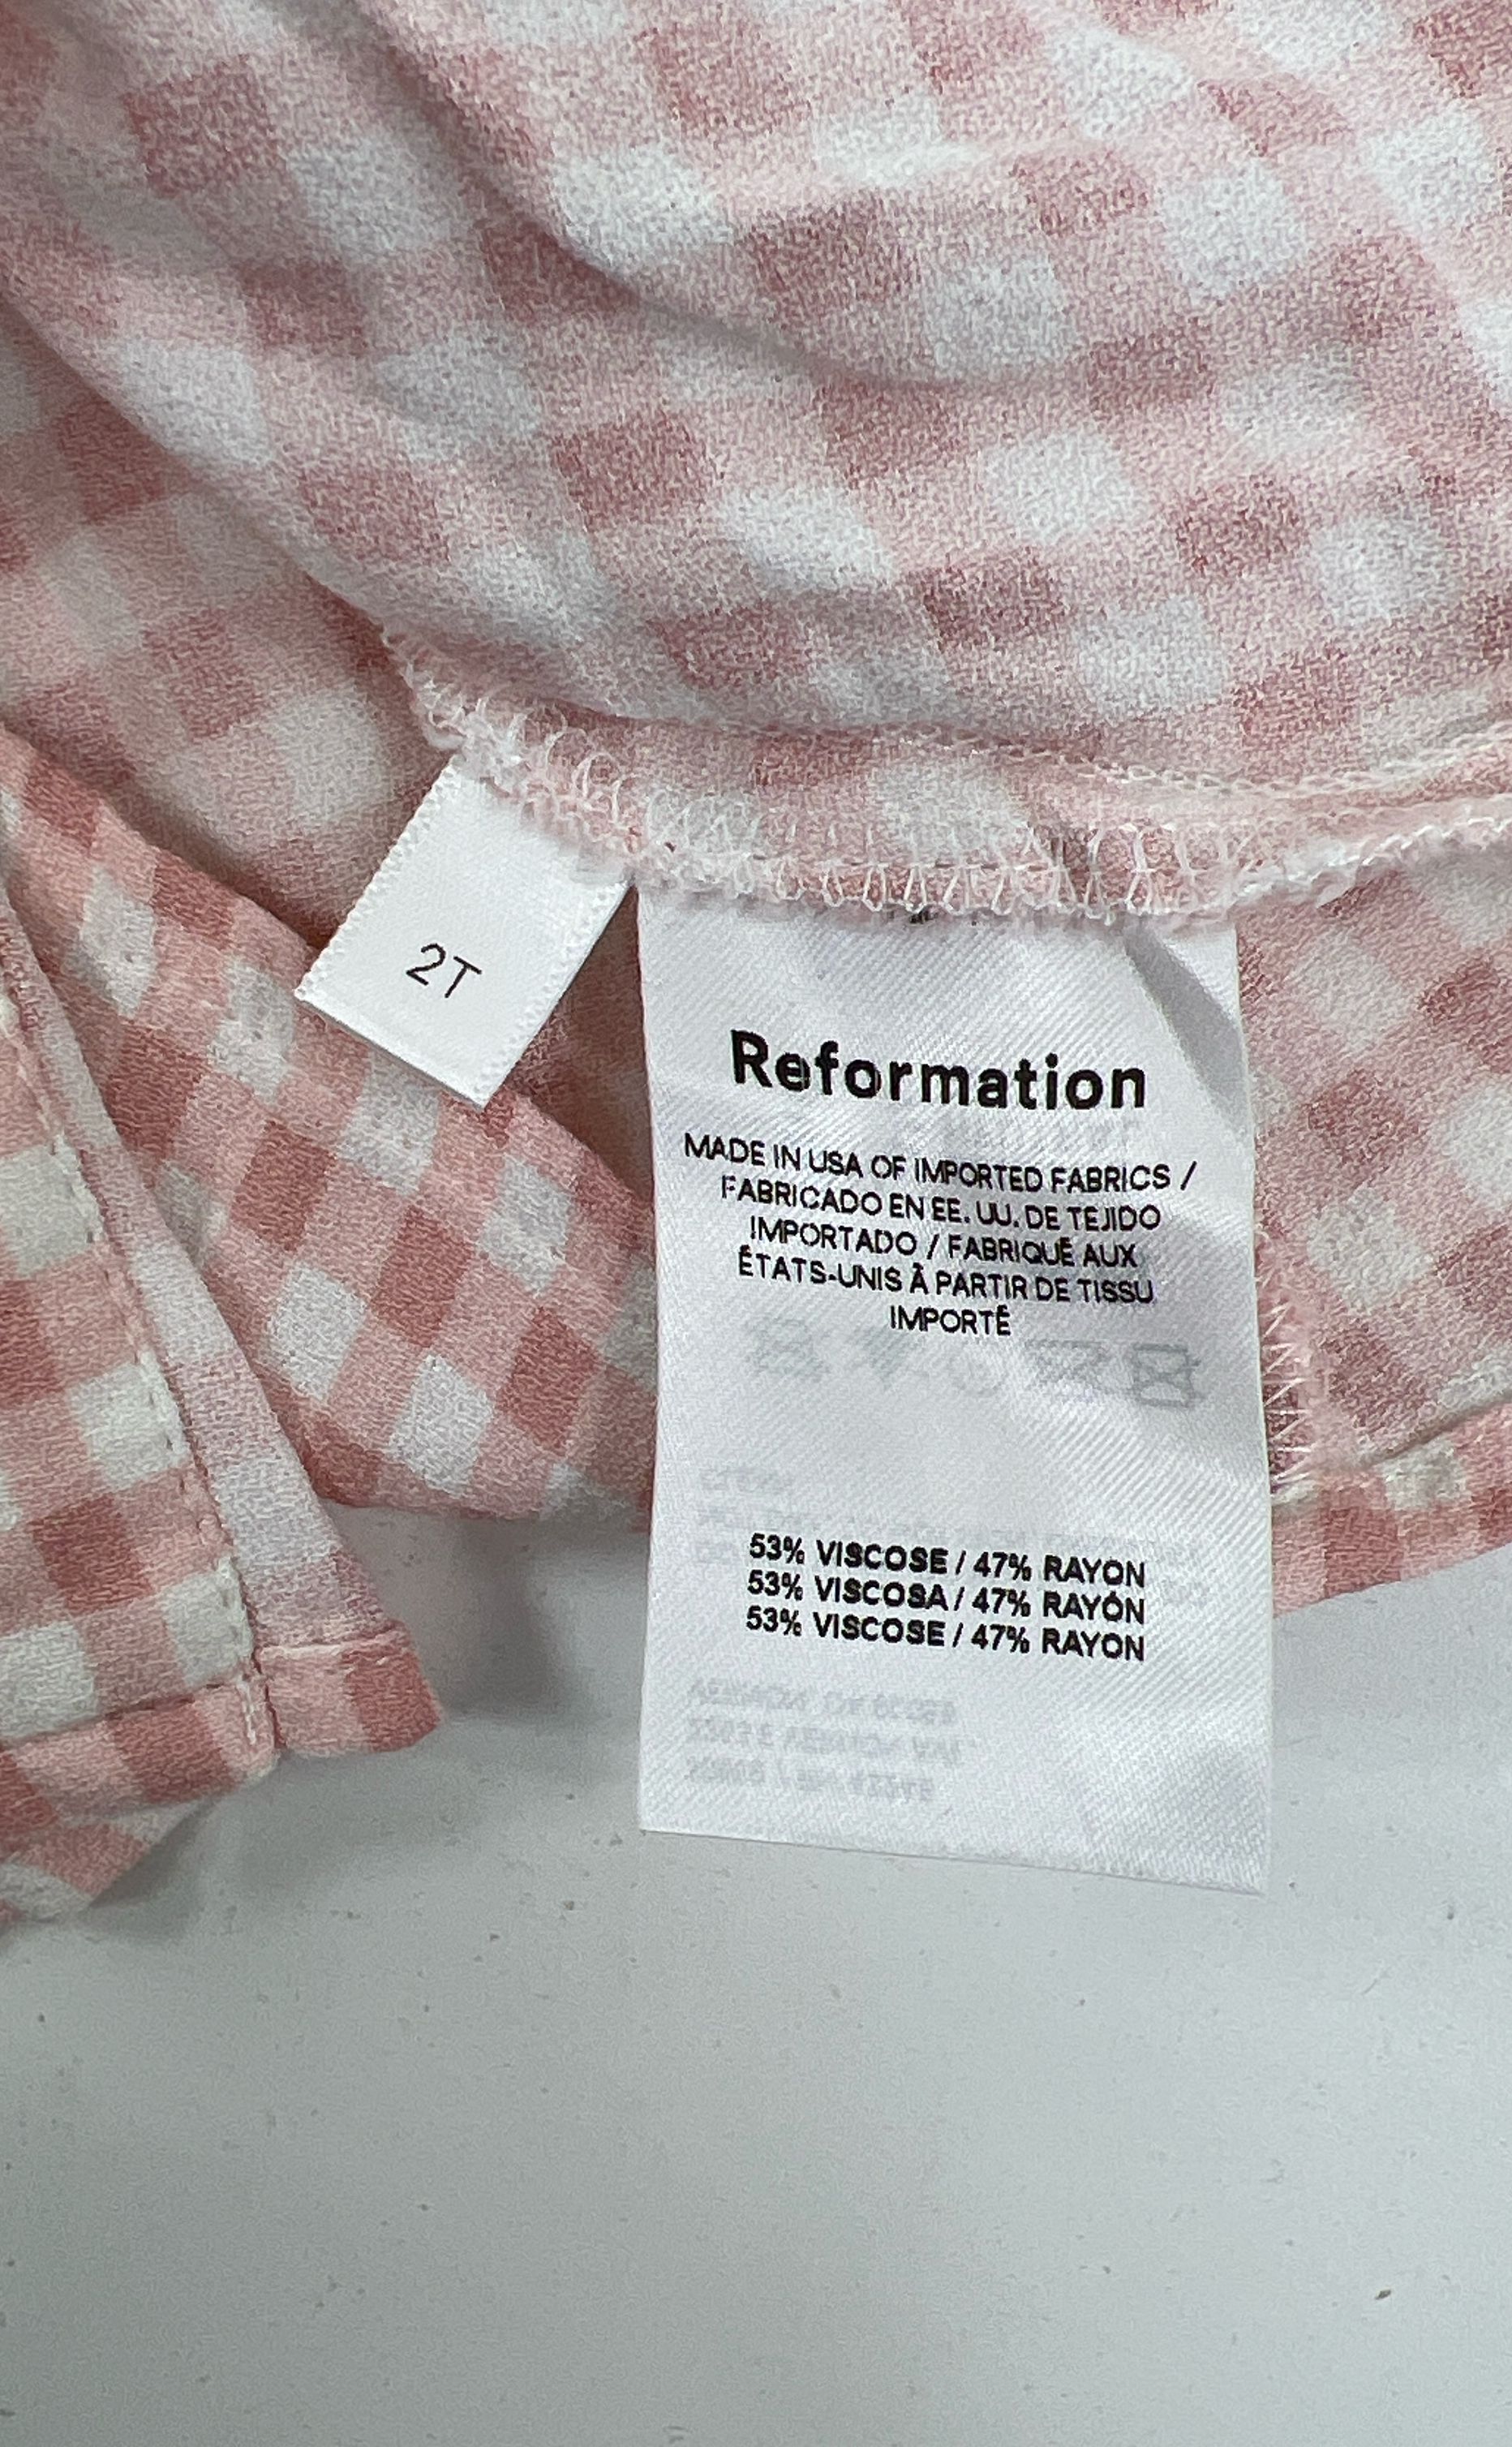 2T
Reformation
MADE IN USA OF IMPORTED FABRICS /
FABRICADO EN EE. UU. DE TEJIDO
IMPORTADO / FABRIQUÉ AUX
ÉTATS-UNIS À PARTIR DE TISSU
IMPORTÉ
53% VISCOSE / 47% RAYON
53% VISCOSA / 47% RAYÓN
53% VISCOSE / 47% RAYON